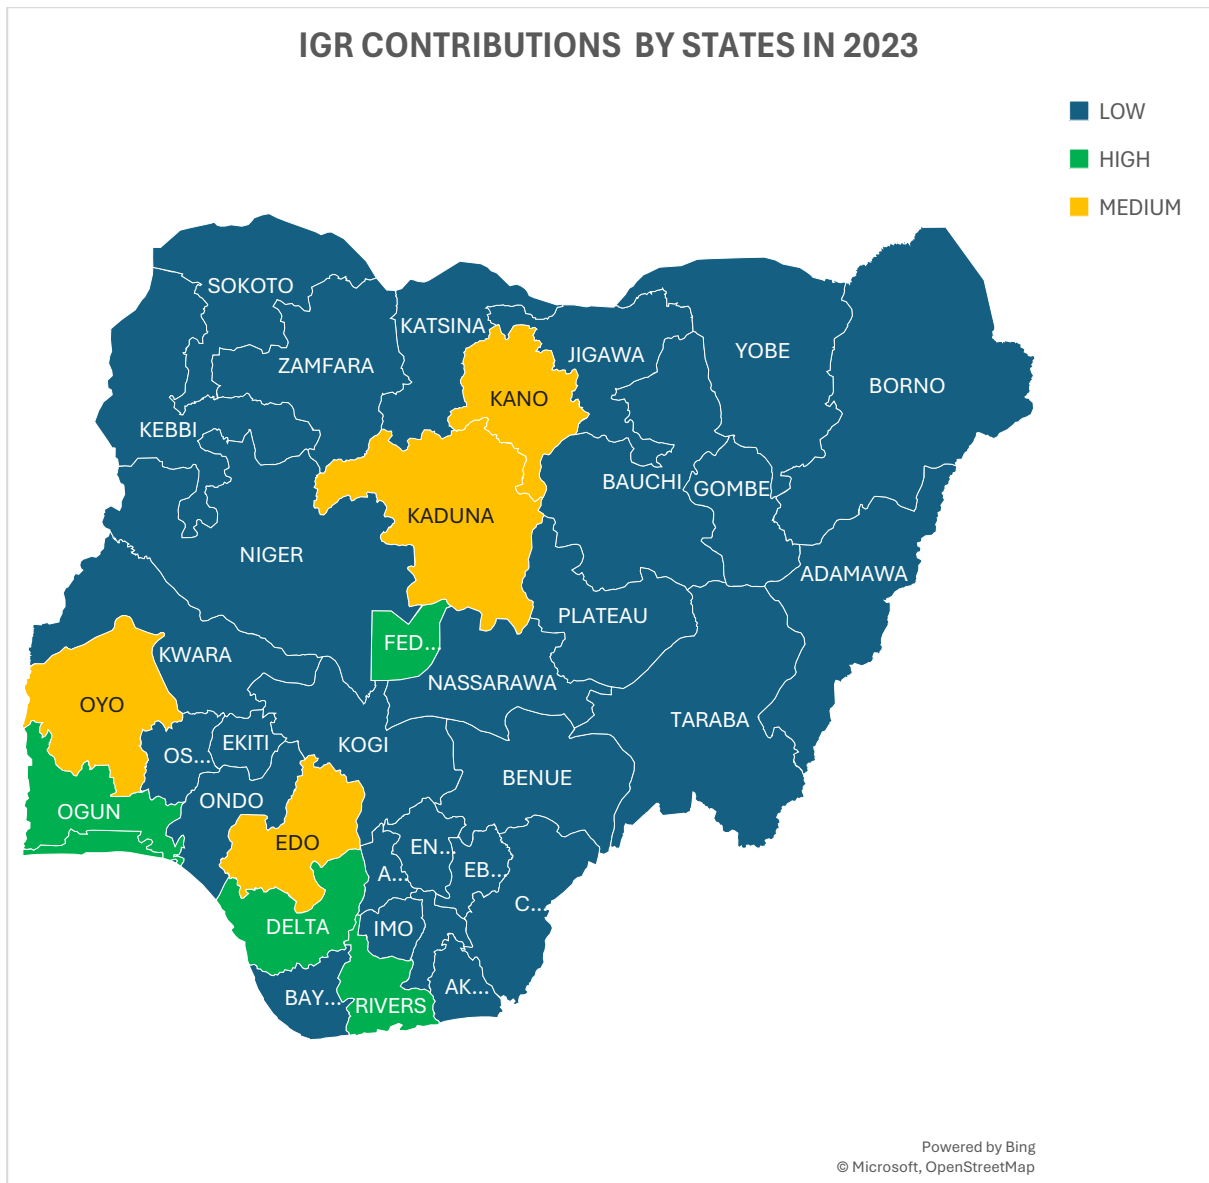 IGR CONTRIBUTIONS BY STATES IN 2023
LOW
HIGH
MEDIUM
SOKOTO
KATSINA
JIGAWA
YOBE
ZAMFARA
BORNO
KANO
KEBBI
BAUCHI
GOMBE
KADUNA
NIGER
ADAMAWA
PLATEAU
FED...
KWARA
NASSARAWA
OYO
TARABA
EKITI
KOGI
OS...
BENUE
ONDO
OGUN
EDO
EN...
EB...
A...
C...
DELTA
IMO
AK...
BAY...
RIVERS
Powered by Bing
© Microsoft, OpenStreetMap